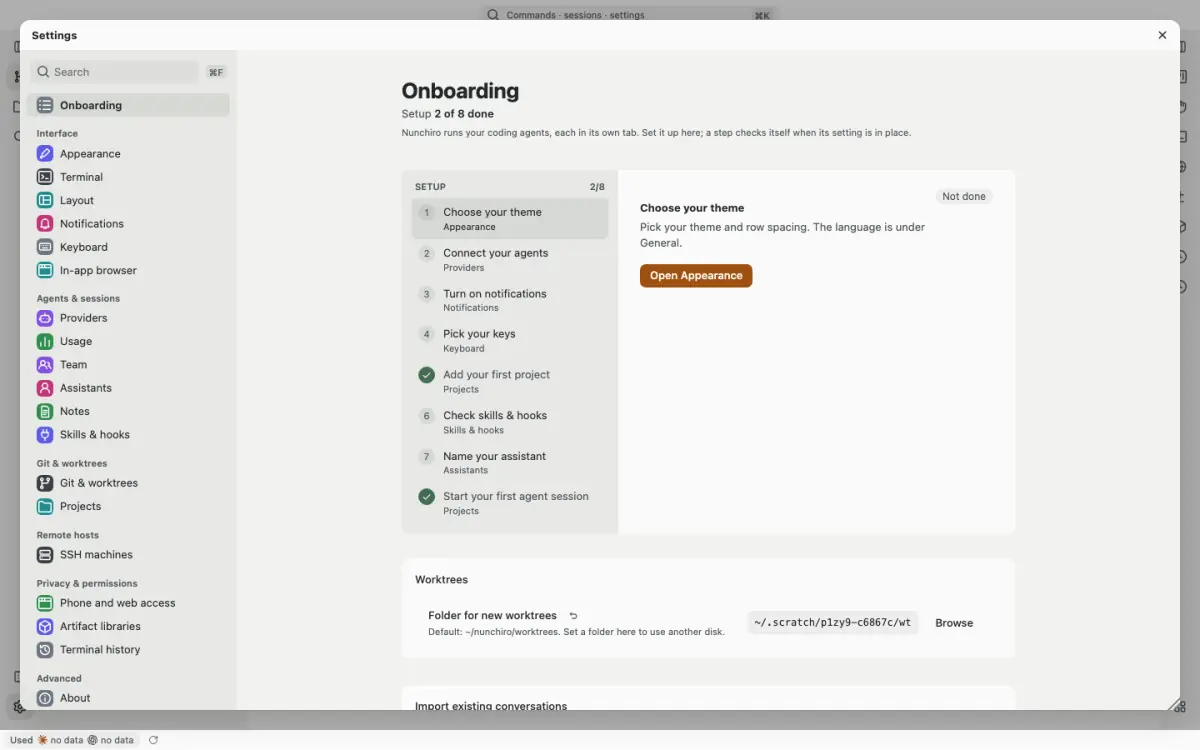 Commands · sessions · settings
⌘K
Settings
Search
⌘F
Onboarding
Interface
Appearance
Terminal
Layout
Notifications
Keyboard
In-app browser
Agents & sessions
Providers
Usage
Team
Assistants
Notes
Skills & hooks
Git & worktrees
Git & worktrees
Projects
Remote hosts
SSH machines
Privacy & permissions
Phone and web access
Artifact libraries
Terminal history
Advanced
About
Onboarding
Setup 2 of 8 done
Nunchiro runs your coding agents, each in its own tab. Set it up here; a step checks itself when its setting is in place.
SETUP
2/8
1
Choose your theme
Appearance
2
Connect your agents
Providers
3
Turn on notifications
Notifications
4
Pick your keys
Keyboard
Add your first project
Projects
6
Check skills & hooks
Skills & hooks
7
Name your assistant
Assistants
Start your first agent session
Projects
Not done
Choose your theme
Pick your theme and row spacing. The language is under
General.
Open Appearance
Worktrees
Folder for new worktrees
Default: ~/nunchiro/worktrees. Set a folder here to use another disk.
~/.scratch/p1zy9-c6867c/wt
Browse
Import existing conversations
Used no data no data